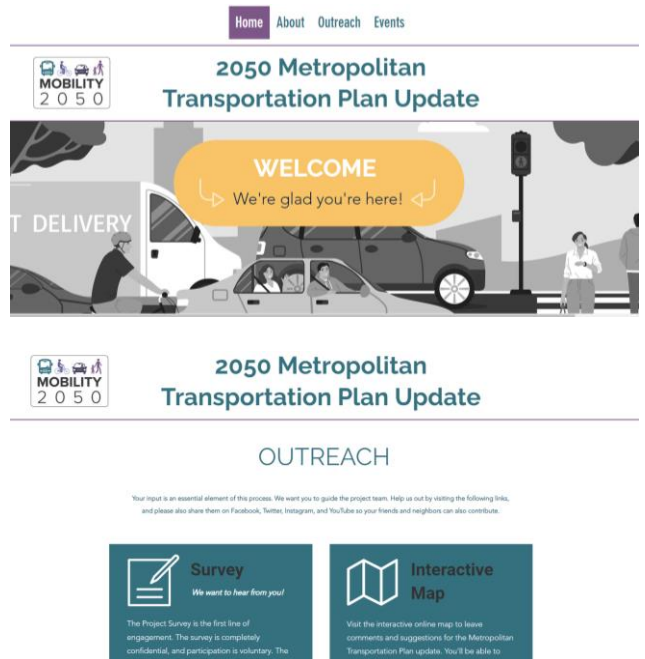 Home About Outreach Events
MOBILITY
2050
2050 Metropolitan
Transportation Plan Update
WELCOME
We're glad you're here!
T DELIVERY
MOBILITY
2050
2050 Metropolitan
Transportation Plan Update
OUTREACH
Your input is an essential element of this process. We want you to guide the project team. Help us out by visiting the following links,
and please also share them on Facebook, Twitter, Instagram, and YouTube so your friends and neighbors can also contribute.
Survey
We want to hear from you!
The Project Survey is the first line of
engagement. The survey is completely
confidential, and participation is voluntary. The
Interactive
Map
Visit the interactive online map to leave
comments and suggestions for the Metropolitan
Transportation Plan update. You'll be able to